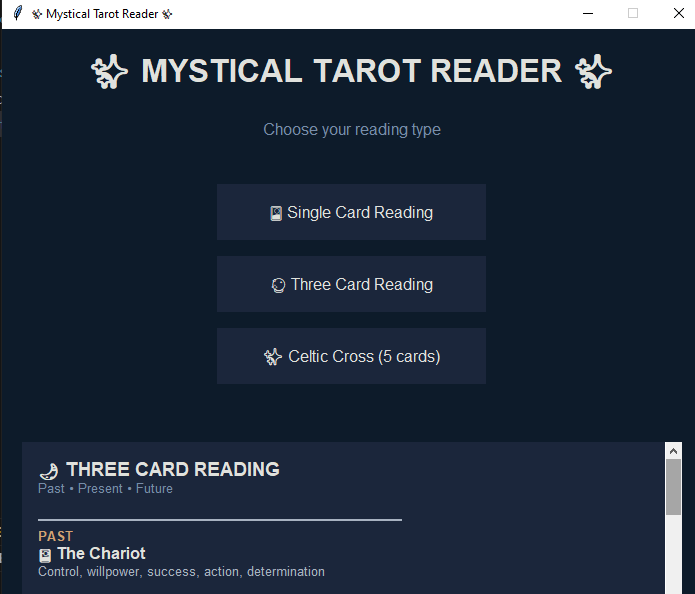 ✨ Mystical Tarot Reader ✨
✨ MYSTICAL TAROT READER ✨
Choose your reading type
🎴 Single Card Reading
🔮 Three Card Reading
✨ Celtic Cross (5 cards)
🌙 THREE CARD READING
Past • Present • Future
PAST
🎴 The Chariot
Control, willpower, success, action, determination